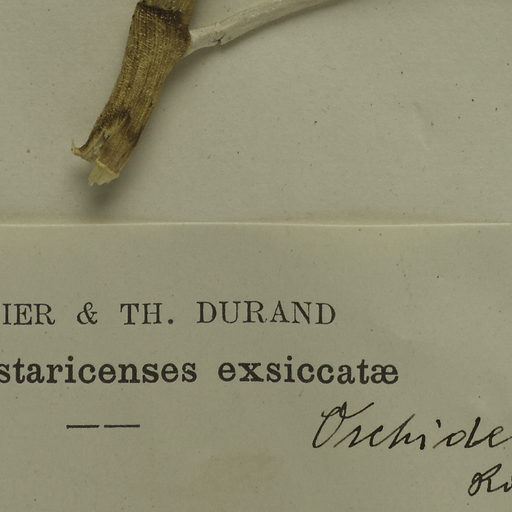 IER & TH. DURAND
staricenses exsiccatæ
Orchide